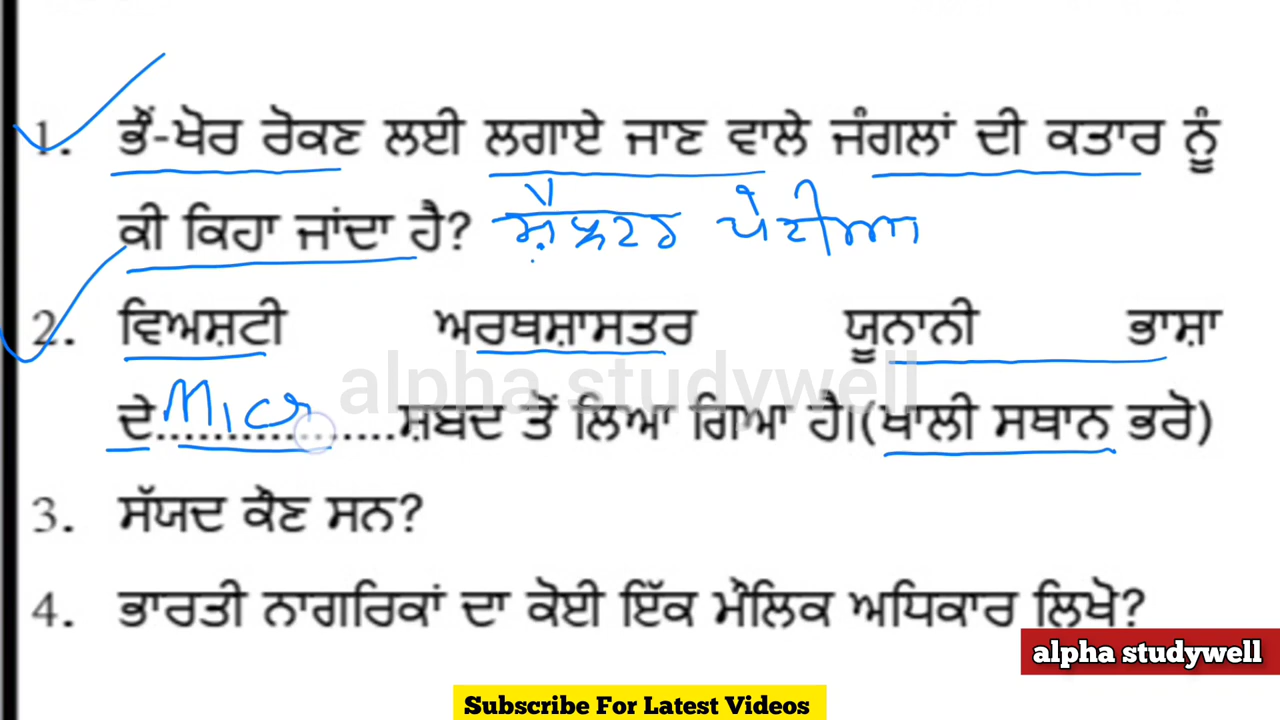 1. ਭੌਂ-ਖੋਰ ਰੋਕਣ ਲਈ ਲਗਾਏ ਜਾਣ ਵਾਲੇ ਜੰਗਲਾਂ ਦੀ ਕਤਾਰ ਨੂੰ
ਕੀ ਕਿਹਾ ਜਾਂਦਾ ਹੈ? ਸ਼ੈਲਟਰ ਪੇਟੀਆ
2. ਵਿਅਸ਼ਟੀ ਅਰਥਸ਼ਾਸਤਰ ਯੂਨਾਨੀ ਭਾਸ਼ਾ
ਦੇ Micr.................ਸ਼ਬਦ ਤੋਂ ਲਿਆ ਗਿਆ ਹੈ।(ਖਾਲੀ ਸਥਾਨ ਭਰੋ)
alpha studywell
3. ਸੱਯਦ ਕੌਣ ਸਨ?
4. ਭਾਰਤੀ ਨਾਗਰਿਕਾਂ ਦਾ ਕੋਈ ਇੱਕ ਮੌਲਿਕ ਅਧਿਕਾਰ ਲਿਖੋ?
alpha studywell
Subscribe For Latest Videos